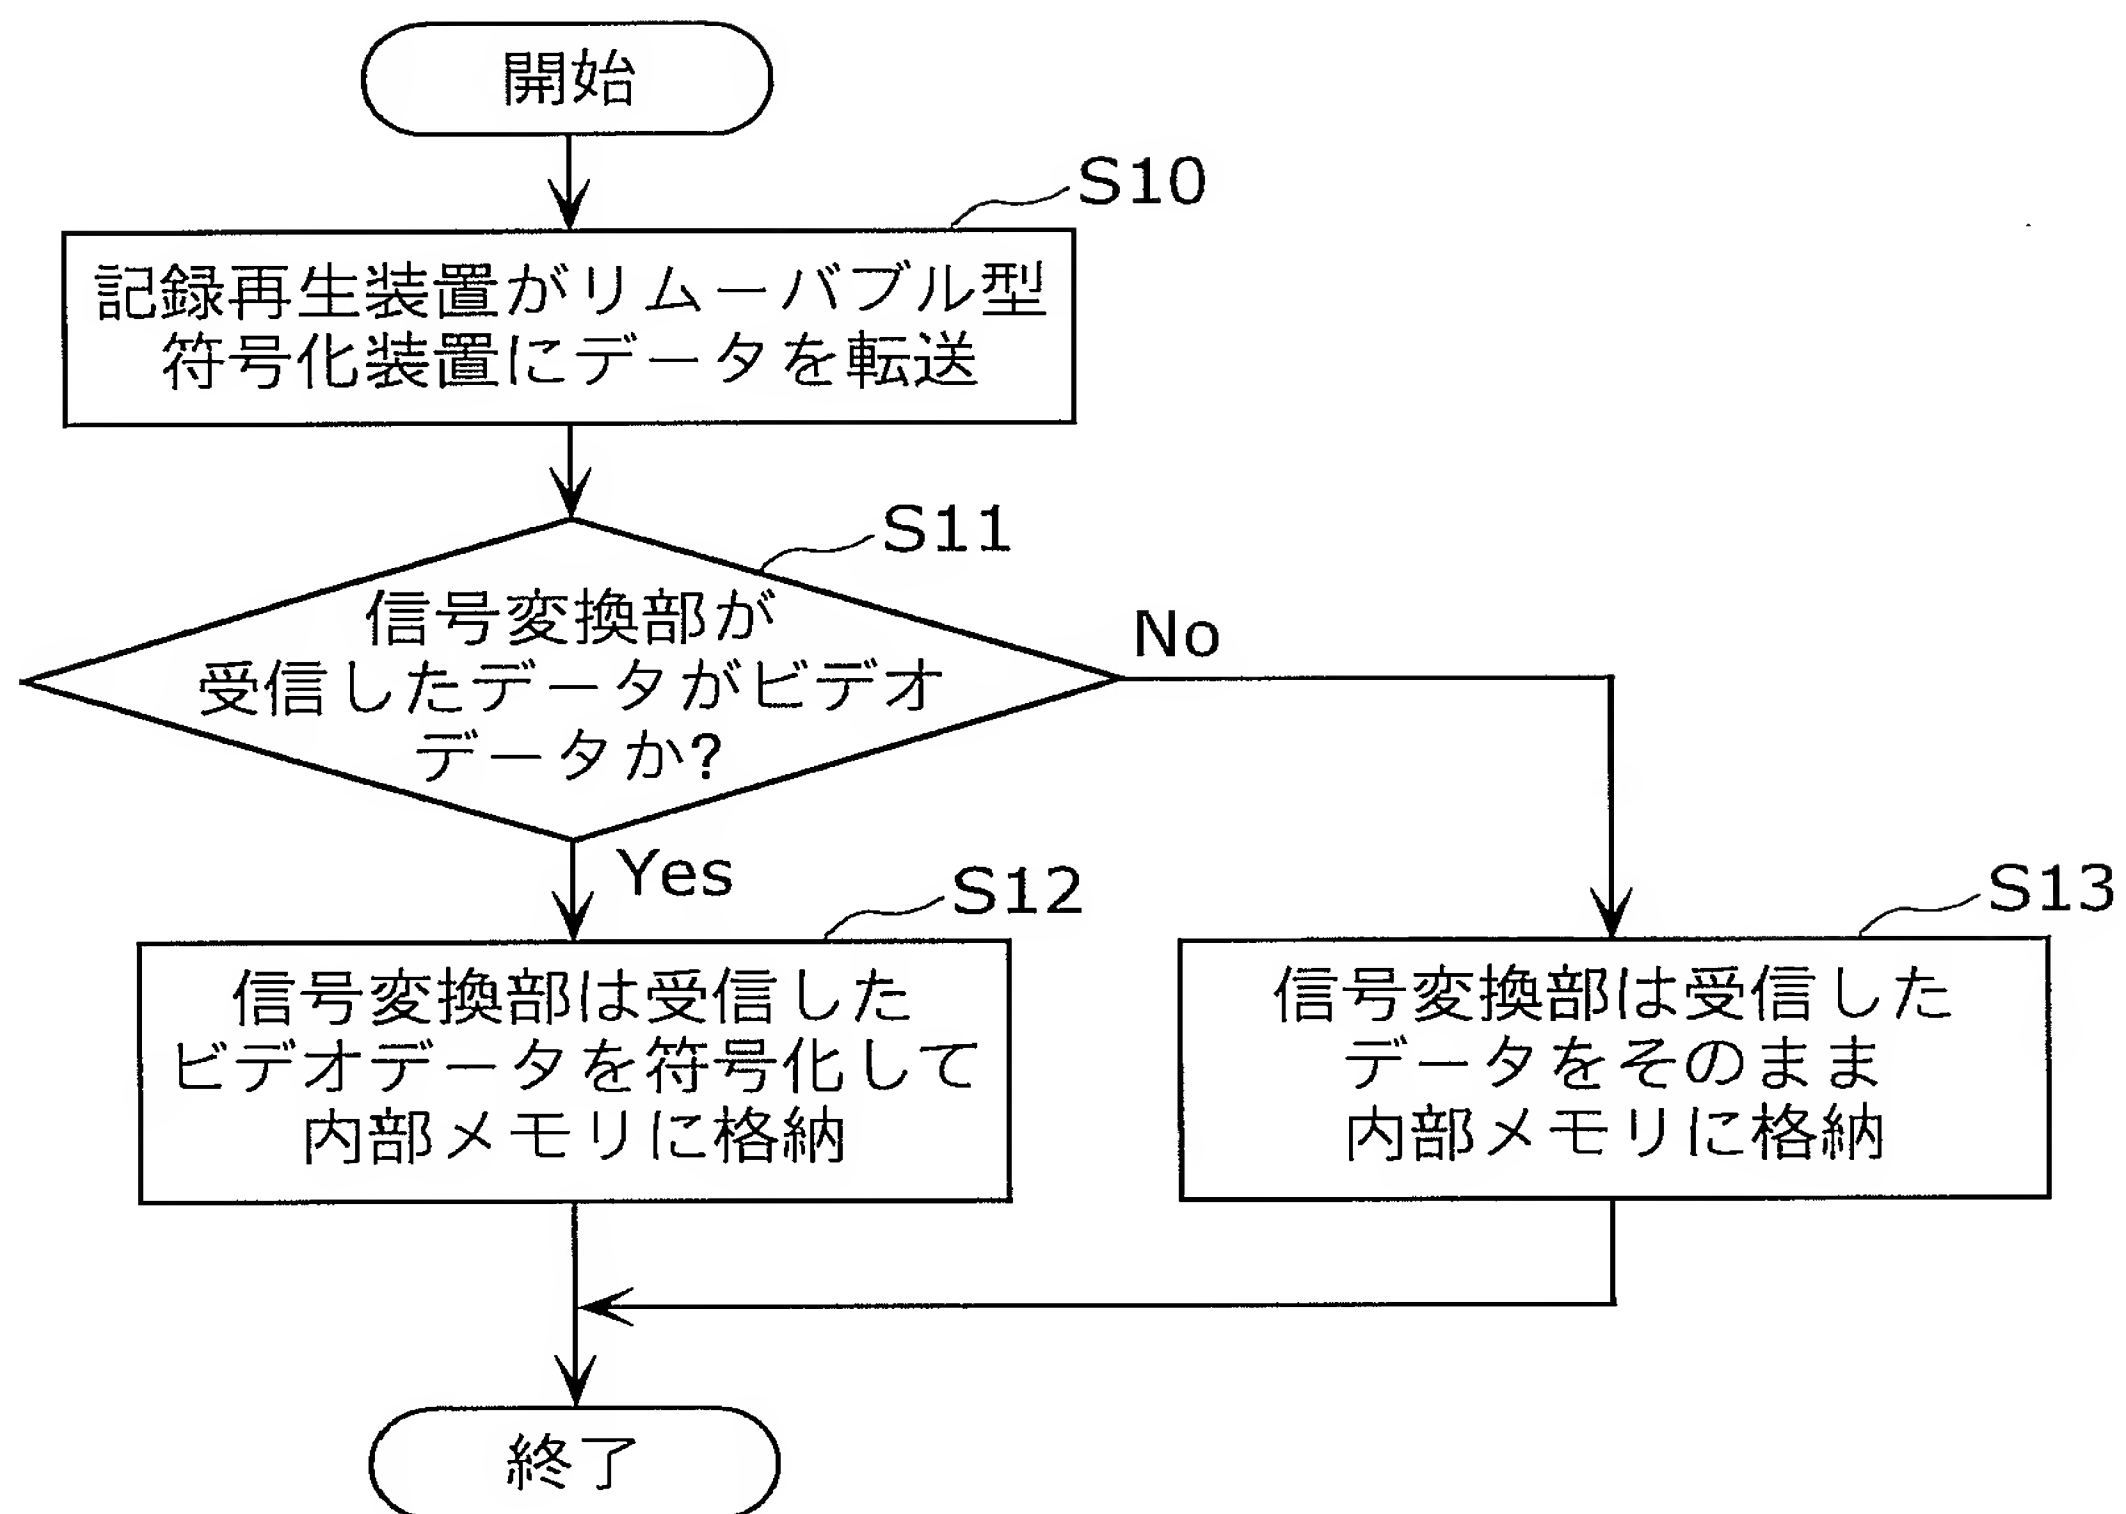 開始
S10
記録再生装置がリムーバブル型
符号化装置にデータを転送
S11
信号変換部が
受信したデータがビデオ
データか?
No
Yes
S12
信号変換部は受信した
ビデオデータを符号化して
内部メモリに格納
S13
信号変換部は受信した
データをそのまま
内部メモリに格納
終了